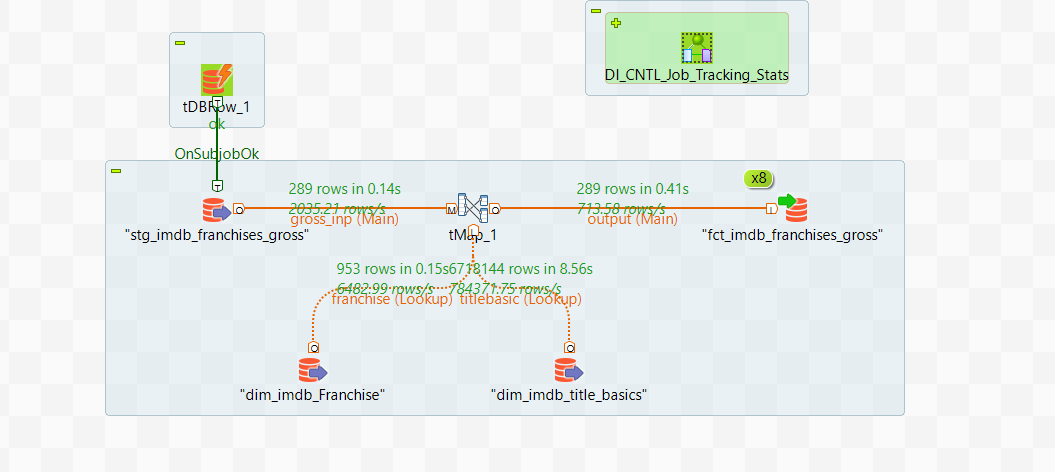 DI_CNTL_Job_Tracking_Stats
tDBRow_1
ok
OnSubjobOk
289 rows in 0.14s
2035.21 rows/s
gross_inp (Main)
289 rows in 0.41s
713.58 rows/s
output (Main)
x8
"stg_imdb_franchises_gross"
tMap_1
"fct_imdb_franchises_gross"
953 rows in 0.15s
6482.99 rows/s
franchise (Lookup)
6718144 rows in 8.56s
784371.75 rows/s
titlebasic (Lookup)
"dim_imdb_Franchise"
"dim_imdb_title_basics"